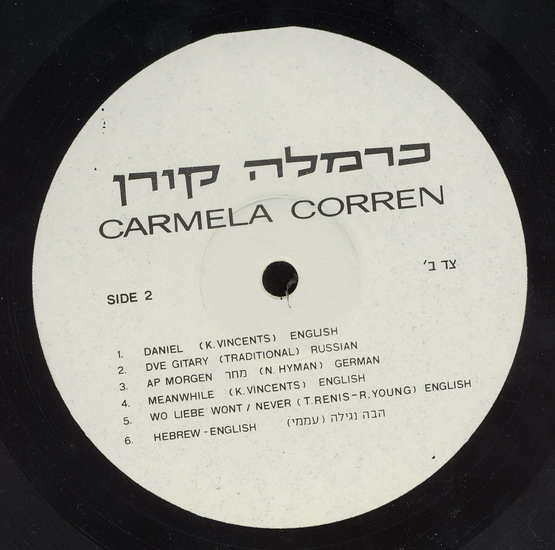 כרמלה קורן
CARMELA CORREN
SIDE 2
צד ב'
1. DANIEL (K. VINCENTS) ENGLISH
2. DVE GITARY (TRADITIONAL) RUSSIAN
3. AP MORGEN מחר (N. HYMAN) GERMAN
4. MEANWHILE (K. VINCENTS) ENGLISH
5. WO LIEBE WONT / NEVER (T. RENIS-R. YOUNG) ENGLISH
6. HEBREW-ENGLISH הבה נגילה (עממי)